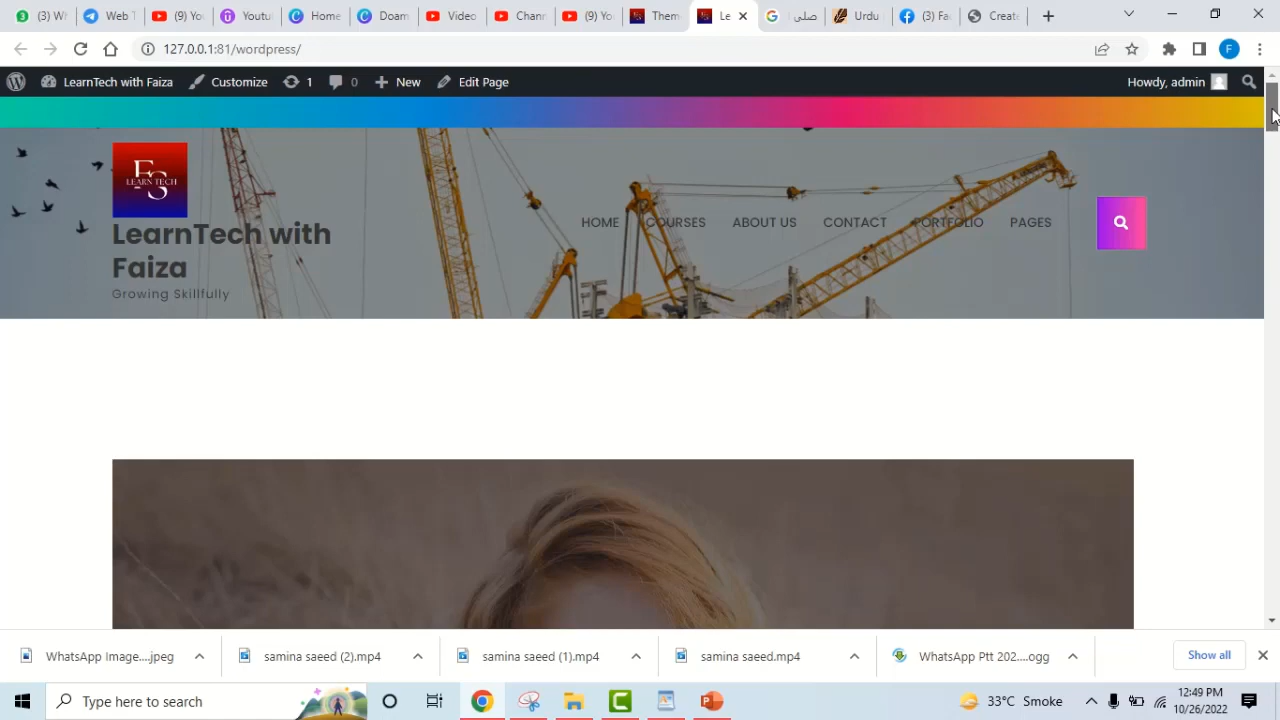 (3) W
Web T
(9) Yo
Youtu
Home
Doam
Video
Chann
(9) Yo
Them
Le
صلى
Urdu
(3) Fa
Create
127.0.0.1:81/wordpress/
F
LearnTech with Faiza
Customize
1
0
New
Edit Page
Howdy, admin
LEARN TECH
LearnTech with
Faiza
Growing Skillfully
HOME
COURSES
ABOUT US
CONTACT
PORTFOLIO
PAGES
WhatsApp Image....jpeg
samina saeed (2).mp4
samina saeed (1).mp4
samina saeed.mp4
WhatsApp Ptt 202....ogg
Show all
Type here to search
33°C Smoke
12:49 PM
10/26/2022